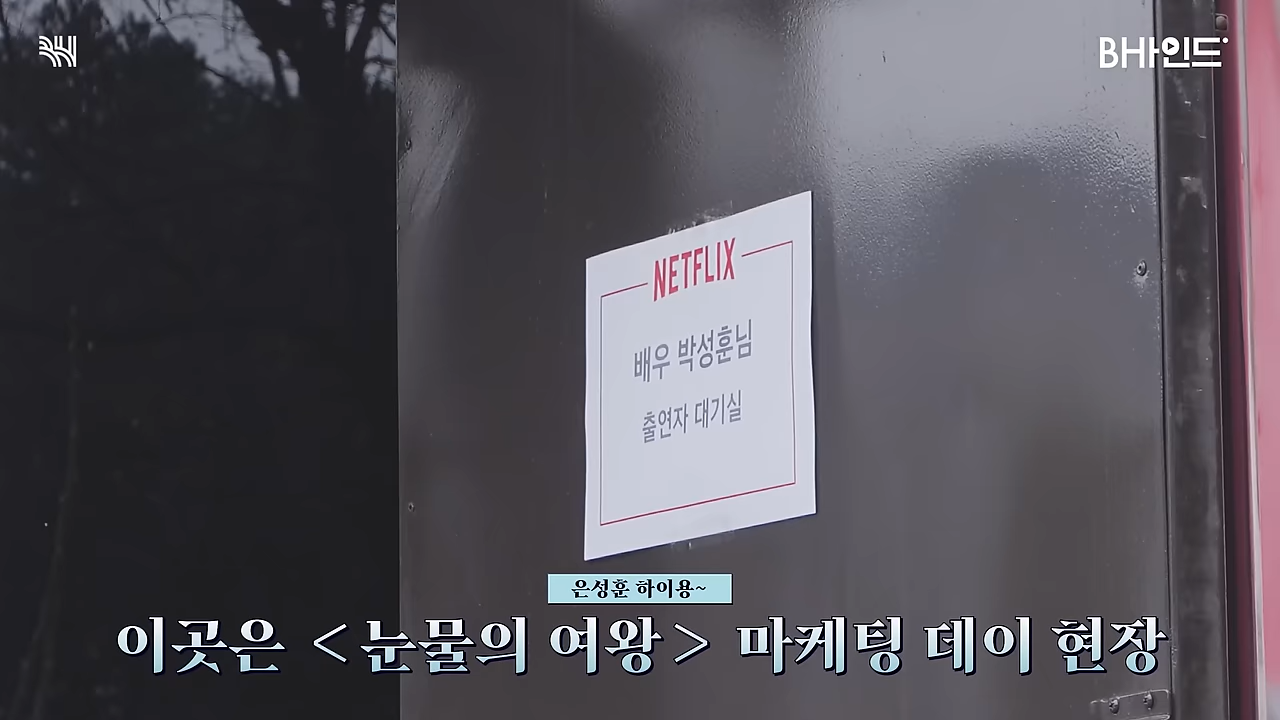 BH바인드
NETFLIX
배우 박성훈님
출연자 대기실
은성훈 하이용~
이곳은 <눈물의 여왕> 마케팅 데이 현장